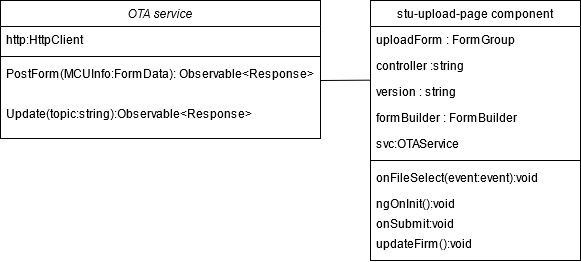 OTA service
http:HttpClient
PostForm(MCUInfo:FormData): Observable<Response>
Update(topic:string):Observable<Response>
stu-upload-page component
uploadForm : FormGroup
controller :string
version : string
formBuilder : FormBuilder
svc:OTAService
onFileSelect(event:event):void
ngOnInit():void
onSubmit:void
updateFirm():void